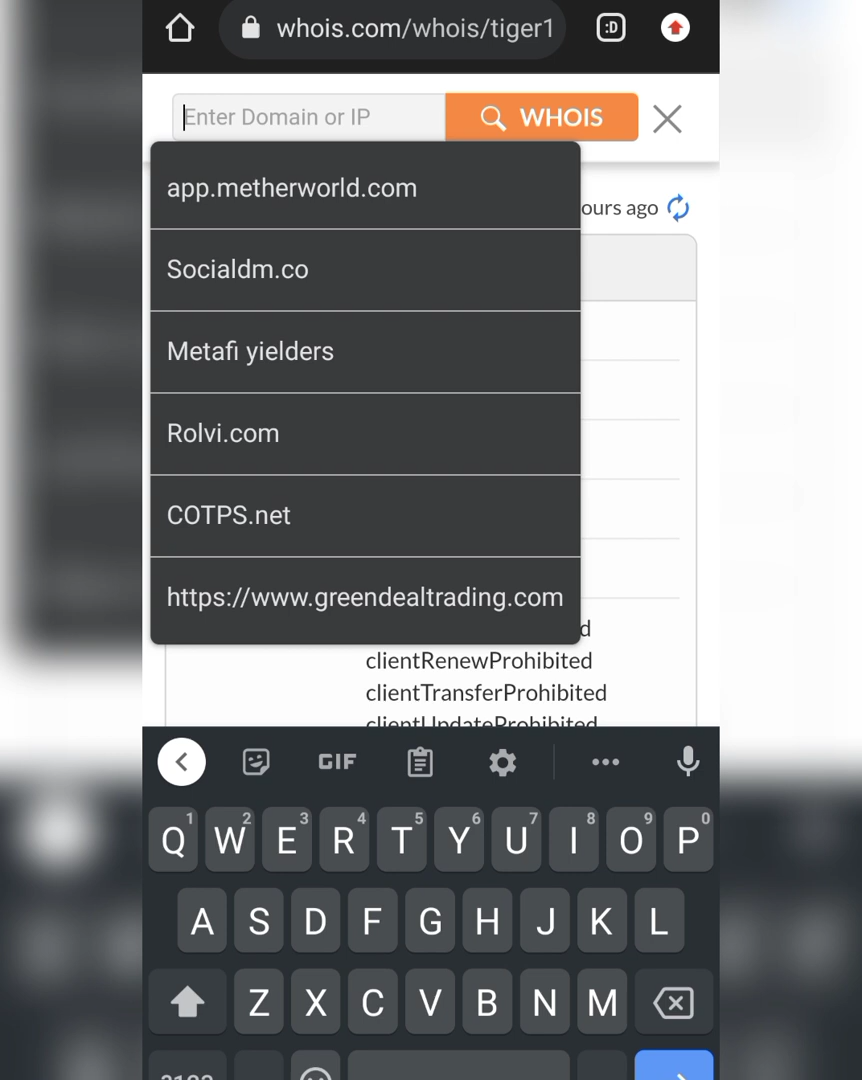 whois.com/whois/tiger1
:D
Enter Domain or IP
WHOIS
app.metherworld.com
ours ago
Socialdm.co
Metafi yielders
Rolvi.com
COTPS.net
https://www.greendealtrading.com
d
clientRenewProhibited
clientTransferProhibited
clientUpdateProhibited
GIF
1 2 3 4 5 6 7 8 9 0
Q W E R T Y U I O P
A S D F G H J K L
Z X C V B N M